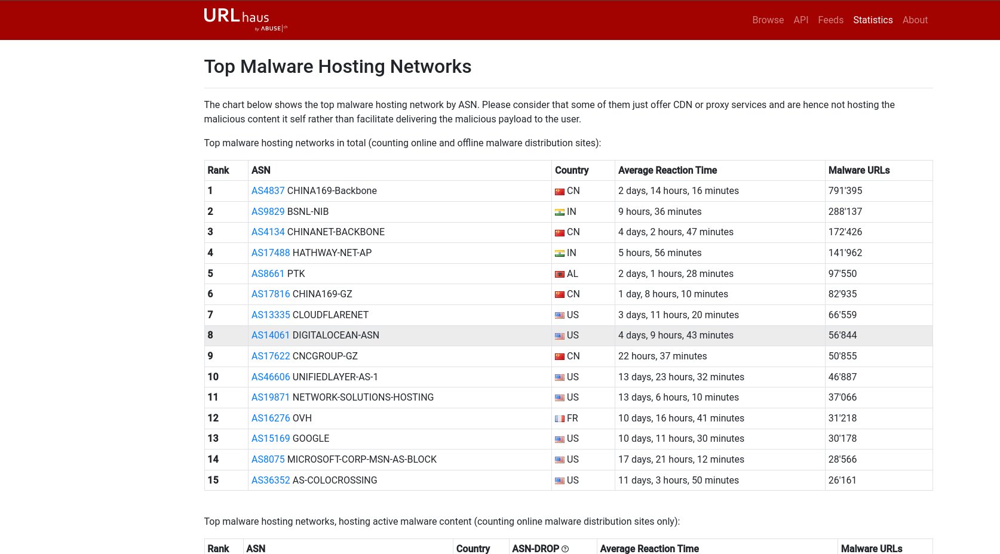 URLhaus
by ABUSE|ch
Browse API Feeds Statistics About
Top Malware Hosting Networks
The chart below shows the top malware hosting network by ASN. Please consider that some of them just offer CDN or proxy services and are hence not hosting the
malicious content it self rather than facilitate delivering the malicious payload to the user.
Top malware hosting networks in total (counting online and offline malware distribution sites):
Rank ASN Country Average Reaction Time Malware URLs
1 AS4837 CHINA169-Backbone CN 2 days, 14 hours, 16 minutes 791'395
2 AS9829 BSNL-NIB IN 9 hours, 36 minutes 288'137
3 AS4134 CHINANET-BACKBONE CN 4 days, 2 hours, 47 minutes 172'426
4 AS17488 HATHWAY-NET-AP IN 5 hours, 56 minutes 141'962
5 AS8661 PTK AL 2 days, 1 hours, 28 minutes 97'550
6 AS17816 CHINA169-GZ CN 1 day, 8 hours, 10 minutes 82'935
7 AS13335 CLOUDFLARENET US 3 days, 11 hours, 20 minutes 66'559
8 AS14061 DIGITALOCEAN-ASN US 4 days, 9 hours, 43 minutes 56'844
9 AS17622 CNCGROUP-GZ CN 22 hours, 37 minutes 50'855
10 AS46606 UNIFIEDLAYER-AS-1 US 13 days, 23 hours, 32 minutes 46'887
11 AS19871 NETWORK-SOLUTIONS-HOSTING US 13 days, 6 hours, 10 minutes 37'066
12 AS16276 OVH FR 10 days, 16 hours, 41 minutes 31'218
13 AS15169 GOOGLE US 10 days, 11 hours, 30 minutes 30'178
14 AS8075 MICROSOFT-CORP-MSN-AS-BLOCK US 17 days, 21 hours, 12 minutes 28'566
15 AS36352 AS-COLOCROSSING US 11 days, 3 hours, 50 minutes 26'161
Top malware hosting networks, hosting active malware content (counting online malware distribution sites only):
Rank ASN Country ASN-DROP ? Average Reaction Time Malware URLs